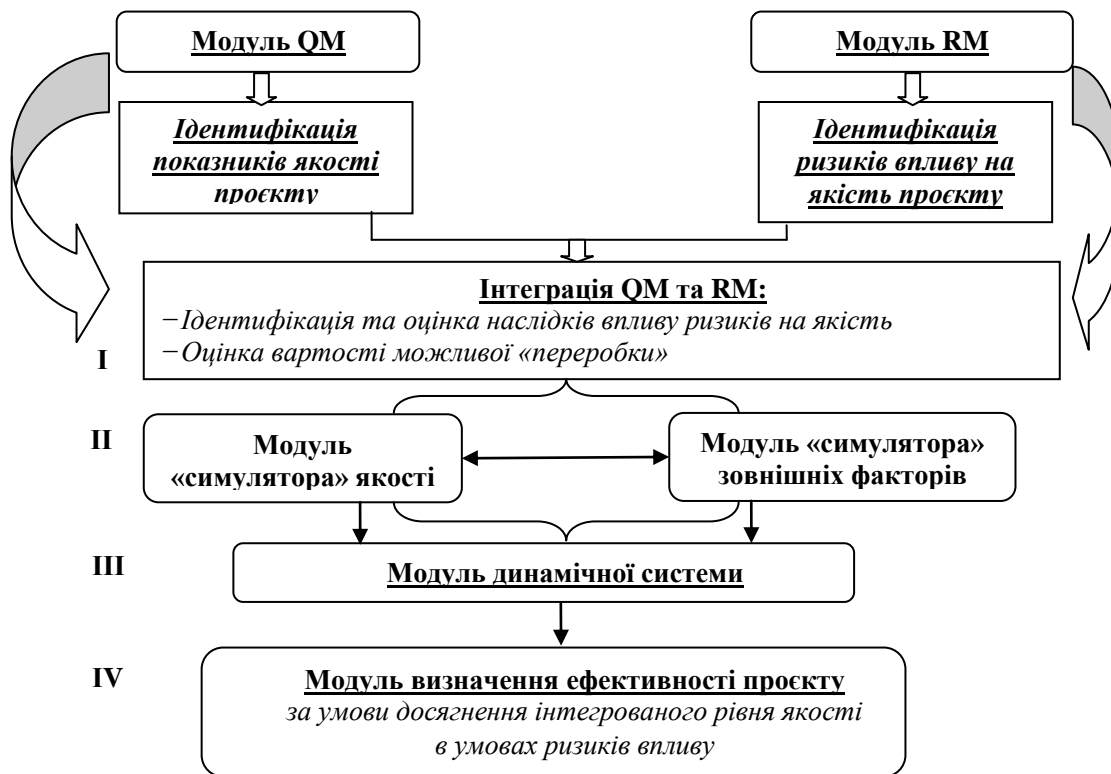 Модуль QM
Модуль RM
Ідентифікація
показників якості
проєкту
Ідентифікація
ризиків впливу на
якість проєкту
Інтеграція QM та RM:
−Ідентифікація та оцінка наслідків впливу ризиків на якість
−Оцінка вартості можливої «переробки»
I
II
Модуль
«симулятора» якості
Модуль «симулятора»
зовнішніх факторів
III
Модуль динамічної системи
IV
Модуль визначення ефективності проєкту
за умови досягнення інтегрованого рівня якості
в умовах ризиків впливу